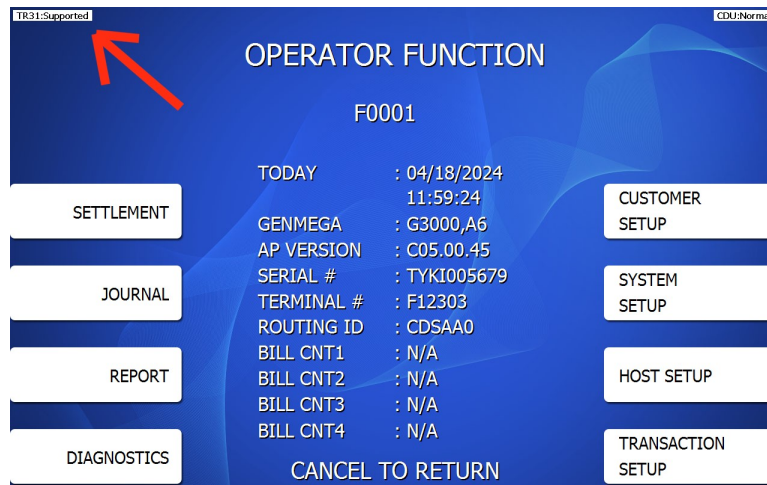 TR31:Supported
CDU:Norma
OPERATOR FUNCTION
F0001
TODAY : 04/18/2024
11:59:24
GENMEGA : G3000,A6
AP VERSION : C05.00.45
SERIAL # : TYKI005679
TERMINAL # : F12303
ROUTING ID : CDSAA0
BILL CNT1 : N/A
BILL CNT2 : N/A
BILL CNT3 : N/A
BILL CNT4 : N/A
CANCEL TO RETURN
SETTLEMENT
JOURNAL
REPORT
DIAGNOSTICS
CUSTOMER
SETUP
SYSTEM
SETUP
HOST SETUP
TRANSACTION
SETUP